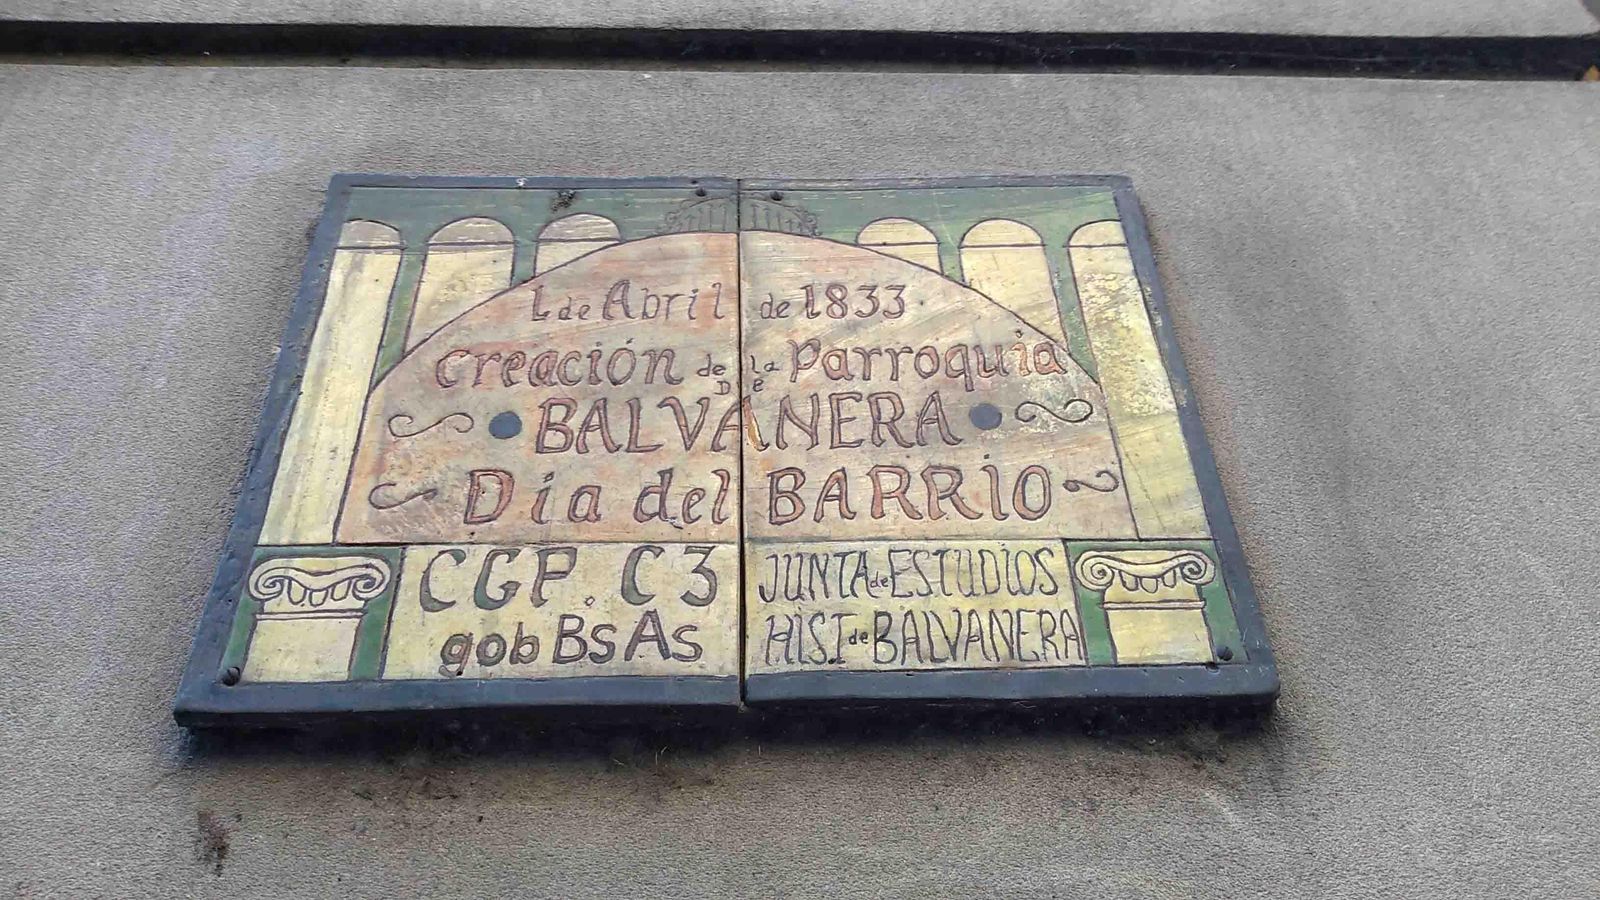 1 de Abril de 1833
Creación de la Parroquia
DE
BALVANERA
Dia del BARRIO
CGP. C3
gob BsAs
JUNTA de ESTUDIOS
HIST de BALVANERA